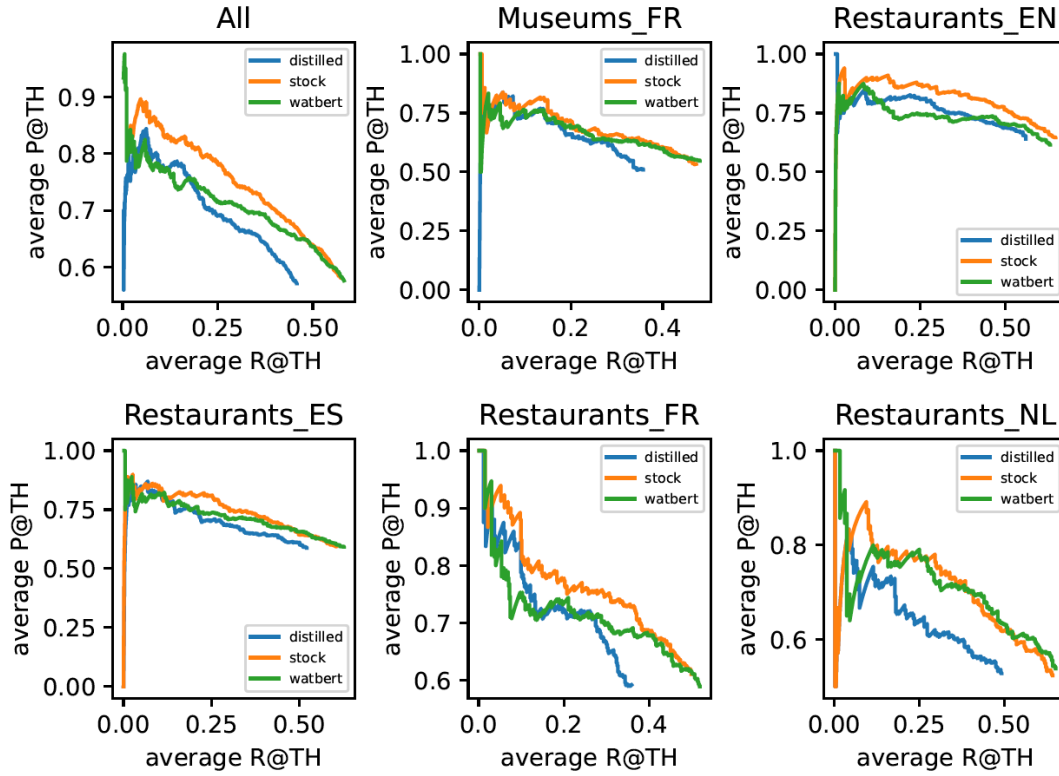 All
Museums_FR
Restaurants_EN
average P@TH
0.9
0.8
0.7
0.6
distilled
stock
watbert
0.00
0.25
0.50
average R@TH
average P@TH
1.00
0.75
0.50
0.25
0.00
distilled
stock
watbert
0.0
0.2
0.4
average R@TH
average P@TH
1.00
0.75
0.50
0.25
0.00
distilled
stock
watbert
0.00
0.25
0.50
average R@TH
Restaurants_ES
Restaurants_FR
Restaurants_NL
average P@TH
1.00
0.75
0.50
0.25
0.00
distilled
stock
watbert
0.00
0.25
0.50
average R@TH
average P@TH
1.0
0.9
0.8
0.7
0.6
distilled
stock
watbert
0.0
0.2
0.4
average R@TH
average P@TH
1.0
0.8
0.6
distilled
stock
watbert
0.00
0.25
0.50
average R@TH